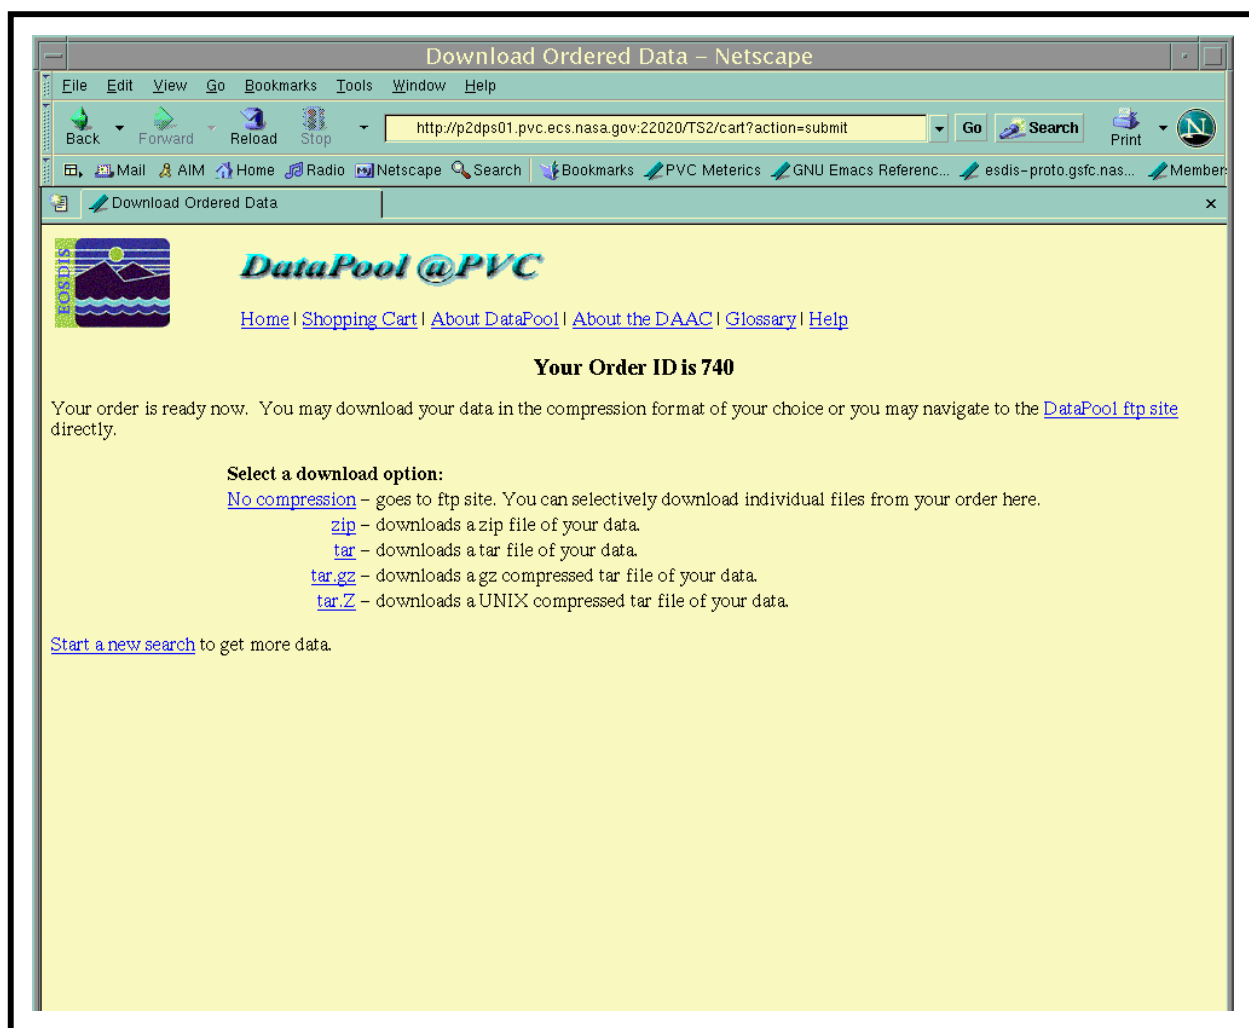 Download Ordered Data – Netscape
File Edit View Go Bookmarks Tools Window Help
Back Forward Reload Stop http://p2dps01.pvc.ecs.nasa.gov:22020/TS2/cart?action=submit Go Search Print N
Mail AIM Home Radio Netscape Search Bookmarks PVC Meterics GNU Emacs Referenc... esdis-proto.gsfc.nas... Member
Download Ordered Data
EOSDIS
DataPool @PVC
Home | Shopping Cart | About DataPool | About the DAAC | Glossary | Help
Your Order ID is 740
Your order is ready now. You may download your data in the compression format of your choice or you may navigate to the DataPool ftp site
directly.
Select a download option:
No compression – goes to ftp site. You can selectively download individual files from your order here.
zip – downloads a zip file of your data.
tar – downloads a tar file of your data.
tar.gz – downloads a gz compressed tar file of your data.
tar.Z – downloads a UNIX compressed tar file of your data.
Start a new search to get more data.